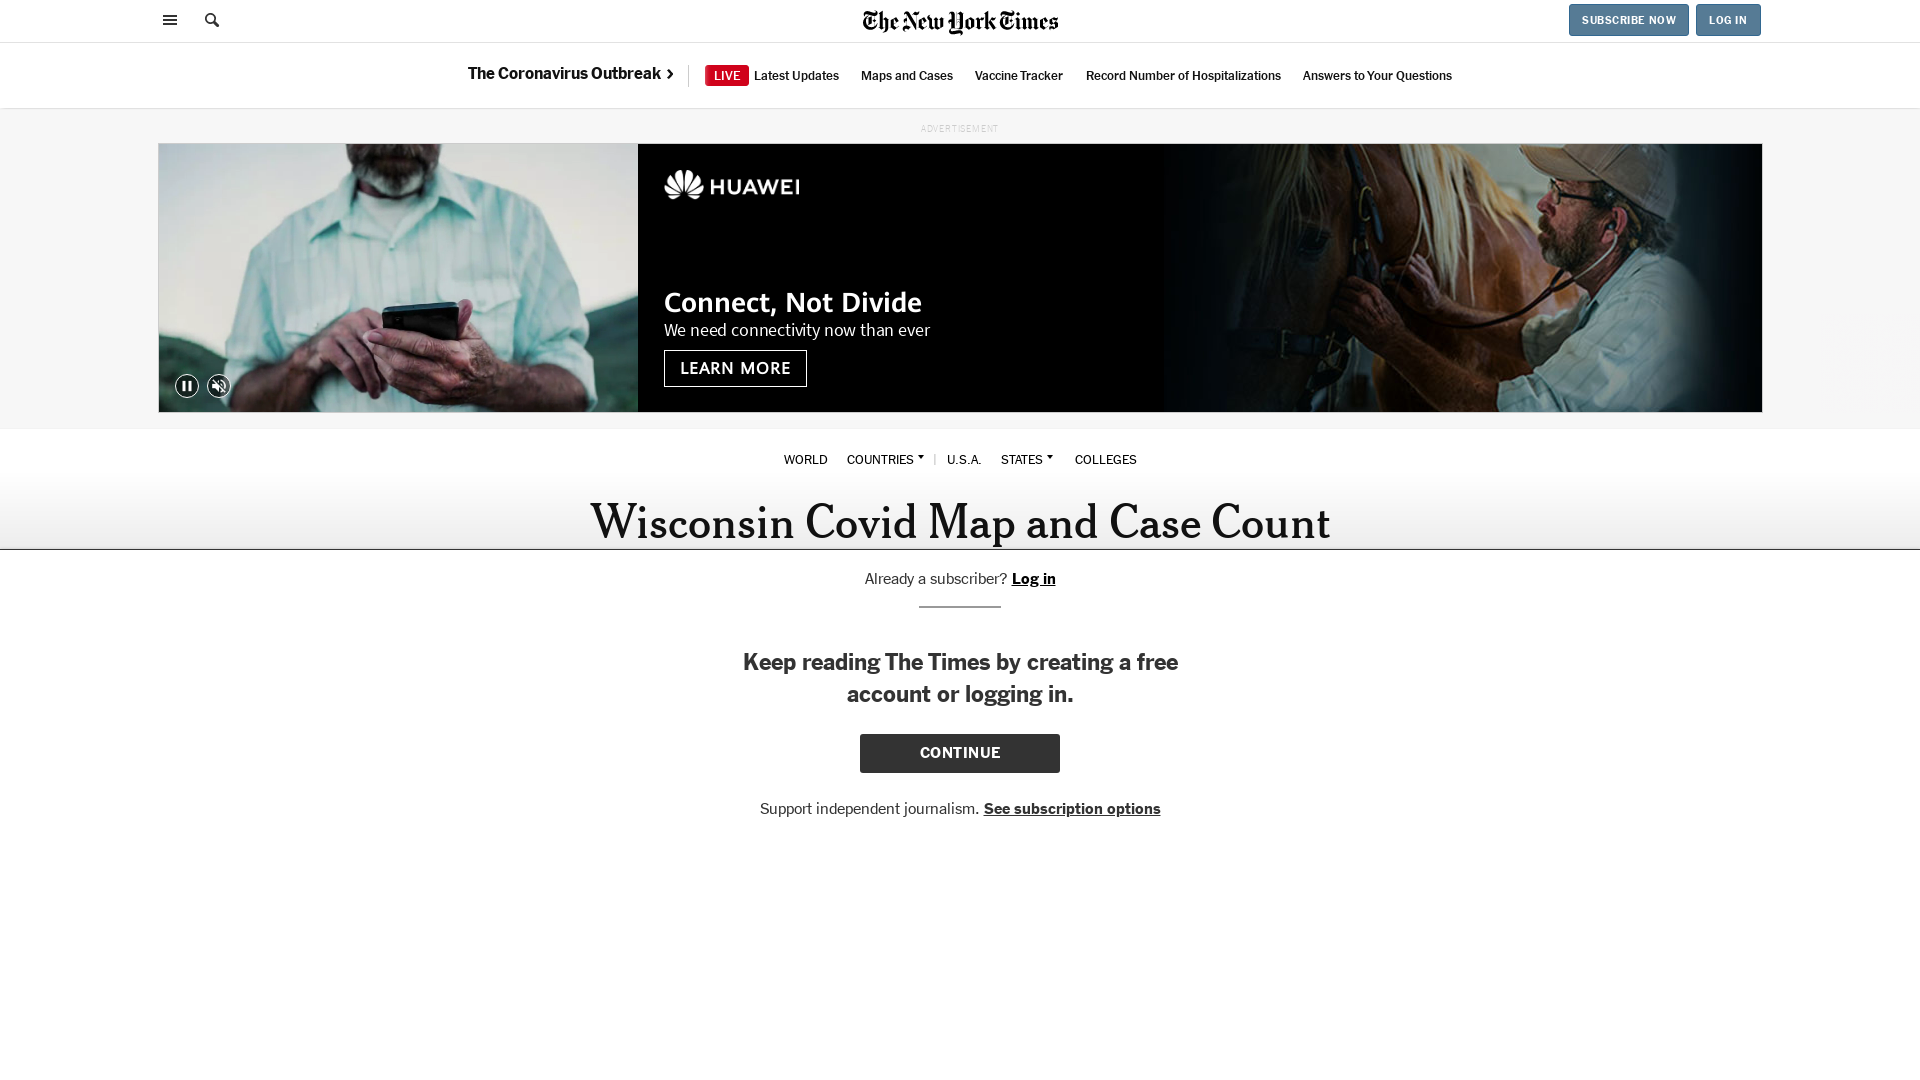 The New York Times
SUBSCRIBE NOW
LOG IN
The Coronavirus Outbreak
LIVE Latest Updates
Maps and Cases
Vaccine Tracker
Record Number of Hospitalizations
Answers to Your Questions
ADVERTISEMENT
HUAWEI
Connect, Not Divide
We need connectivity now than ever
LEARN MORE
WORLD
COUNTRIES
U.S.A.
STATES
COLLEGES
Wisconsin Covid Map and Case Count
Already a subscriber? Log in
Keep reading The Times by creating a free
account or logging in.
CONTINUE
Support independent journalism. See subscription options